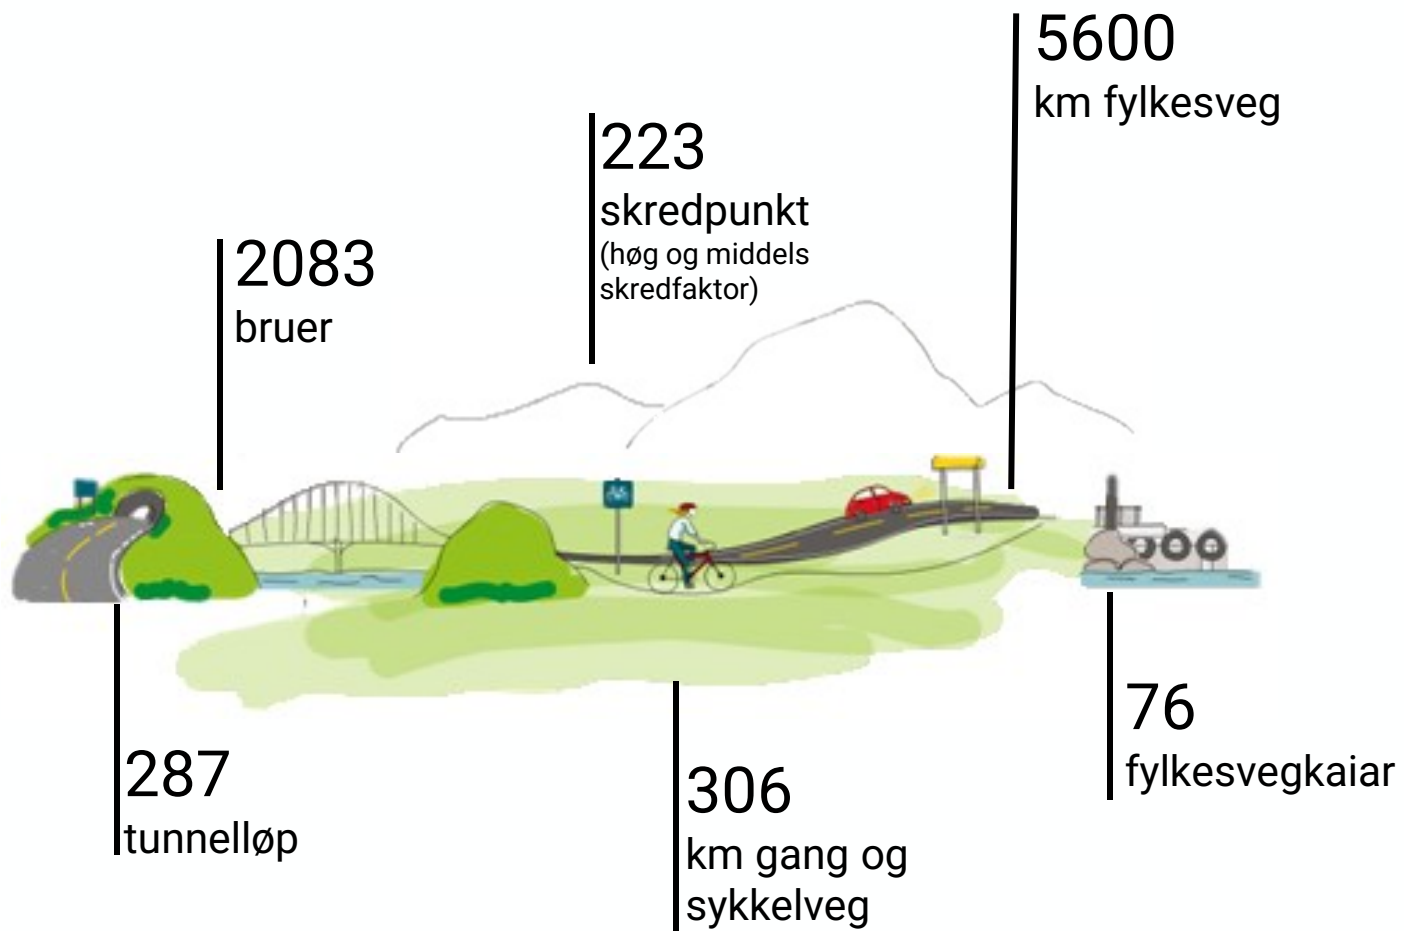 5600
km fylkesveg
223
skredpunkt
(høg og middels
skredfaktor)
2083
bruer
287
tunnelløp
306
km gang og
sykkelveg
76
fylkesvegkaiar